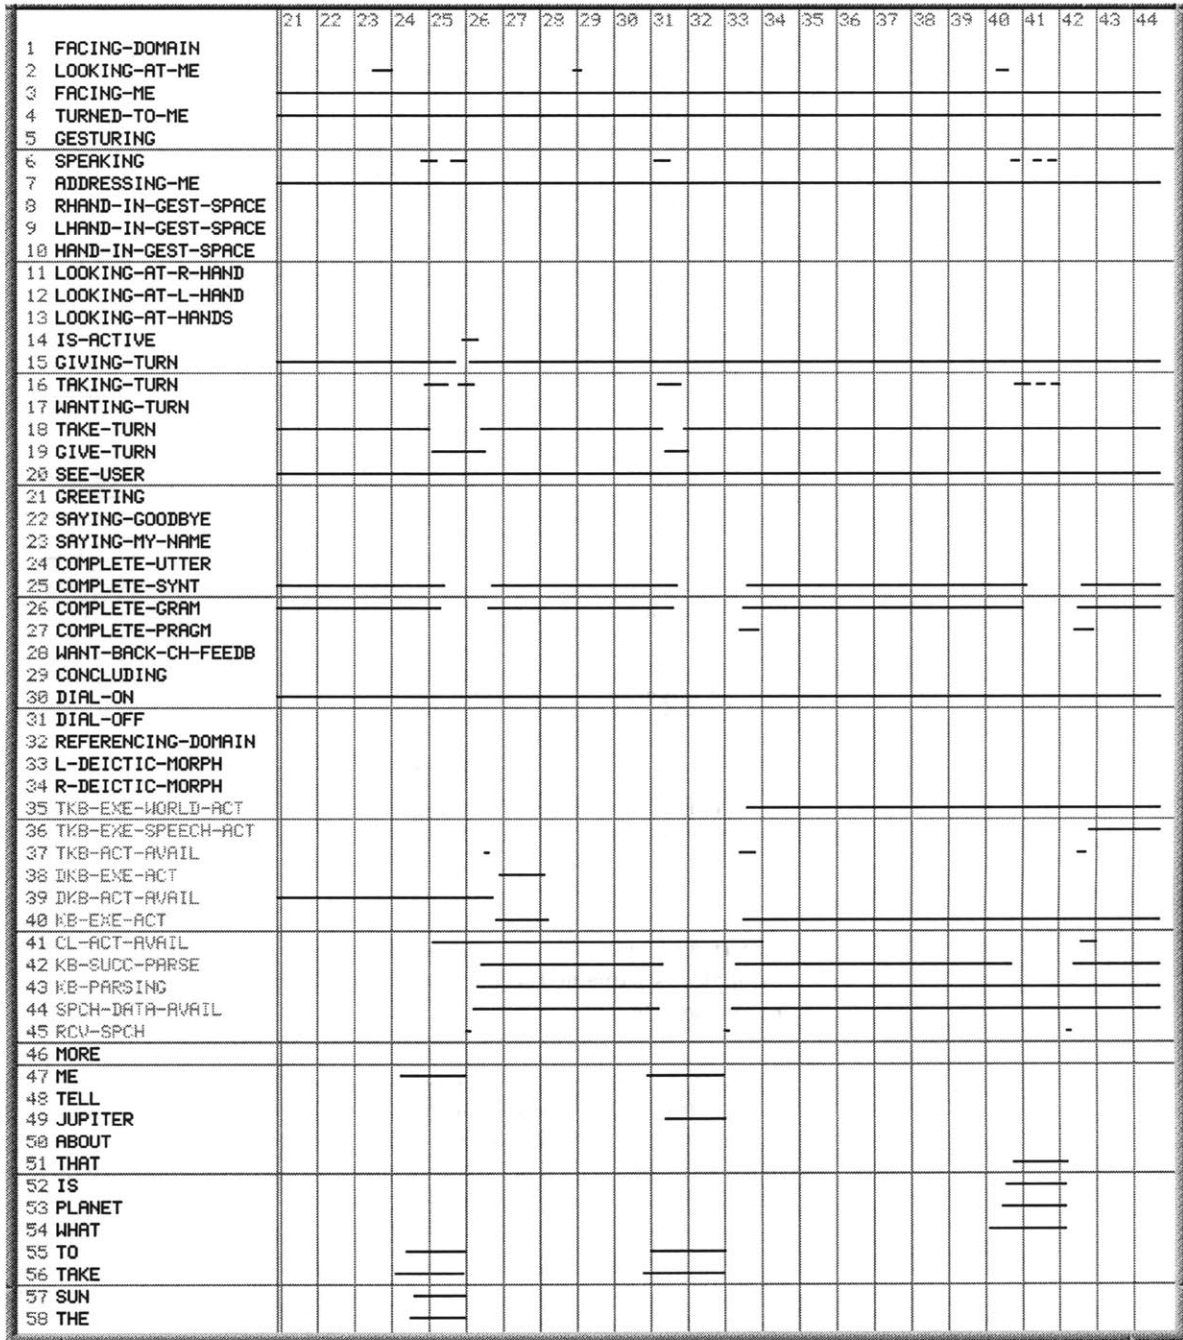 21 22 23 24 25 26 27 28 29 30 31 32 33 34 35 36 37 38 39 40 41 42 43 44
1 FACING-DOMAIN
2 LOOKING-AT-ME
3 FACING-ME
4 TURNED-TO-ME
5 GESTURING
6 SPEAKING
7 ADDRESSING-ME
8 RHAND-IN-GEST-SPACE
9 LHAND-IN-GEST-SPACE
10 HAND-IN-GEST-SPACE
11 LOOKING-AT-R-HAND
12 LOOKING-AT-L-HAND
13 LOOKING-AT-HANDS
14 IS-ACTIVE
15 GIVING-TURN
16 TAKING-TURN
17 WANTING-TURN
18 TAKE-TURN
19 GIVE-TURN
20 SEE-USER
21 GREETING
22 SAYING-GOODBYE
23 SAYING-MY-NAME
24 COMPLETE-UTTER
25 COMPLETE-SYNT
26 COMPLETE-GRAM
27 COMPLETE-PRAGM
28 WANT-BACK-CH-FEEDB
29 CONCLUDING
30 DIAL-ON
31 DIAL-OFF
32 REFERENCING-DOMAIN
33 L-DEICTIC-MORPH
34 R-DEICTIC-MORPH
35 TKB-EXE-WORLD-ACT
36 TKB-EXE-SPEECH-ACT
37 TKB-ACT-AVAIL
38 DKB-EXE-ACT
39 DKB-ACT-AVAIL
40 KB-EXE-ACT
41 CL-ACT-AVAIL
42 KB-SUCC-PARSE
43 KB-PARSING
44 SPCH-DATA-AVAIL
45 RCV-SPCH
46 MORE
47 ME
48 TELL
49 JUPITER
50 ABOUT
51 THAT
52 IS
53 PLANET
54 WHAT
55 TO
56 TAKE
57 SUN
58 THE